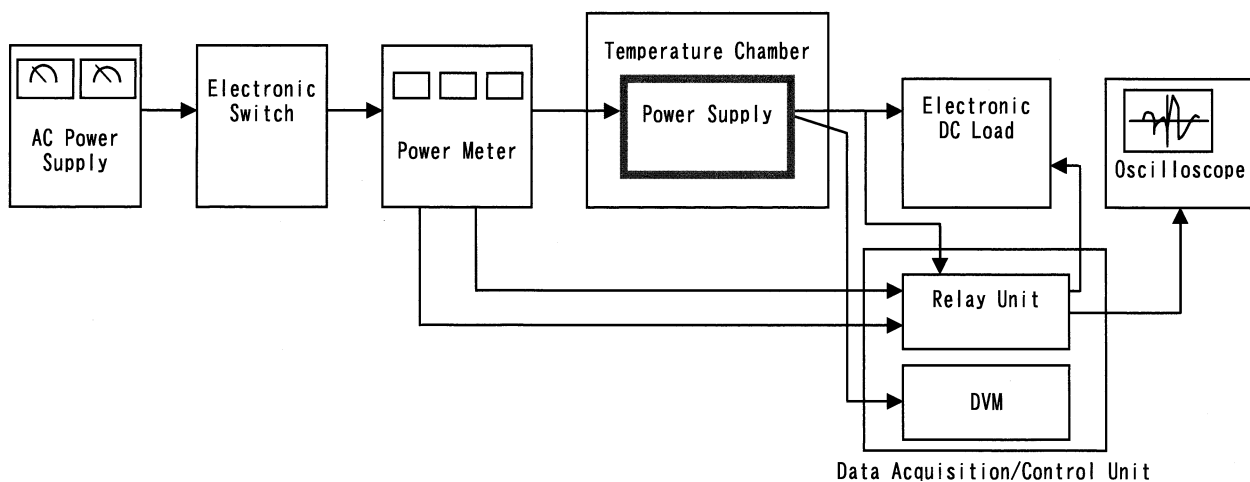 AC Power
Supply
Electronic
Switch
Power Meter
Temperature Chamber
Power Supply
Electronic
DC Load
Oscilloscope
Relay Unit
DVM
Data Acquisition/Control Unit